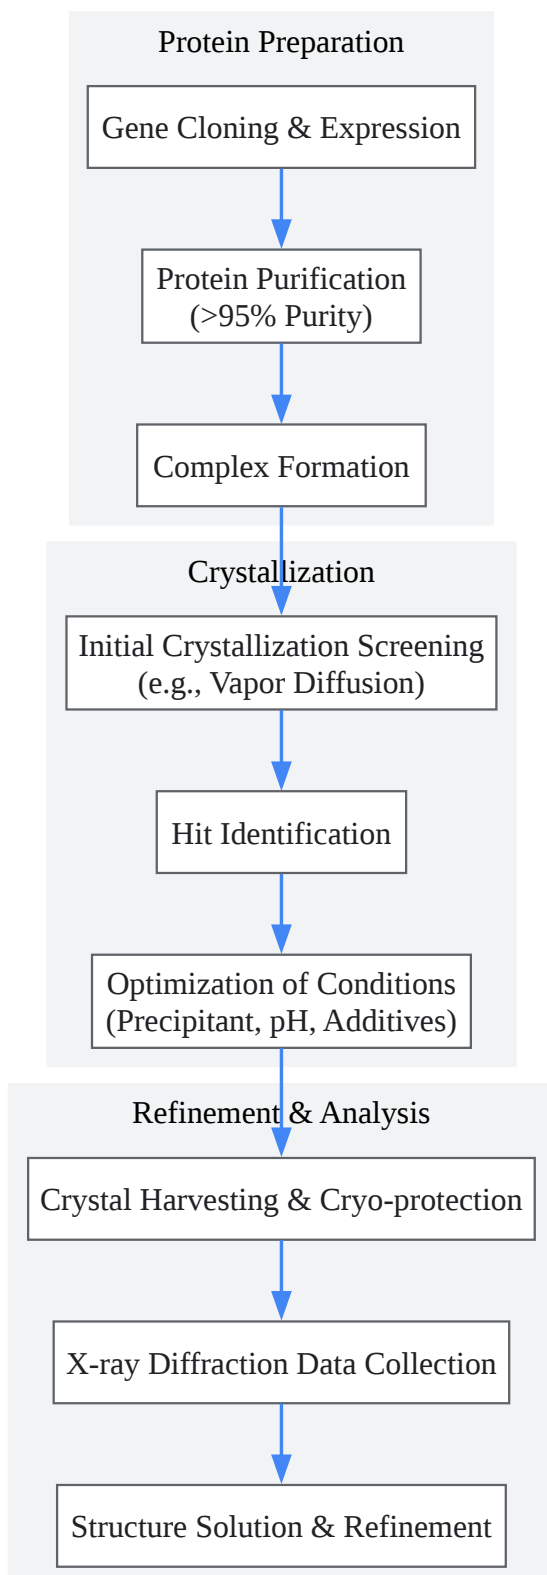 Protein Preparation
Gene Cloning & Expression
Protein Purification
(>95% Purity)
Complex Formation
Crystallization
Initial Crystallization Screening
(e.g., Vapor Diffusion)
Hit Identification
Optimization of Conditions
(Precipitant, pH, Additives)
Refinement & Analysis
Crystal Harvesting & Cryo-protection
X-ray Diffraction Data Collection
Structure Solution & Refinement